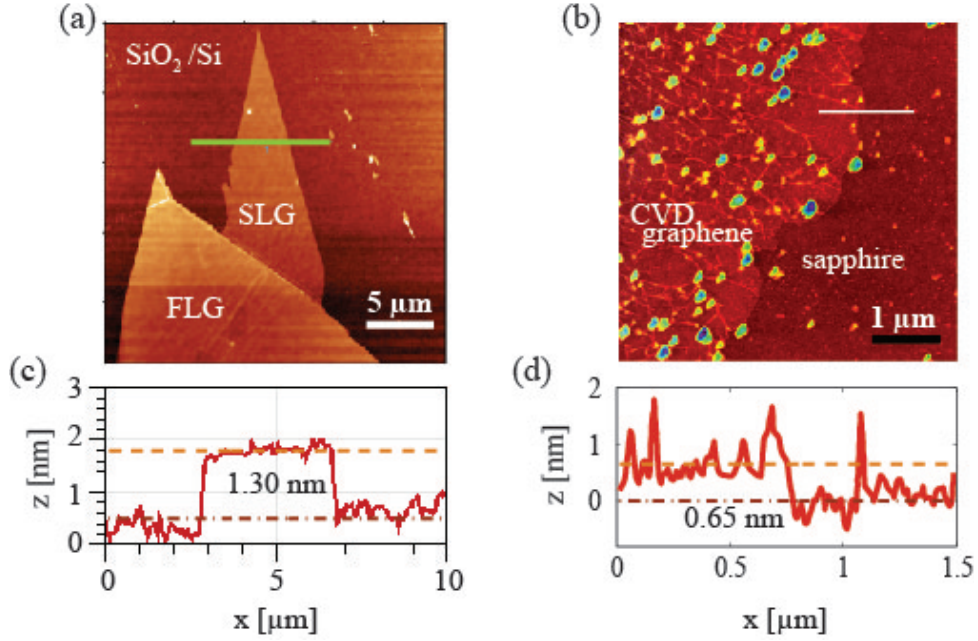 (a)
SiO₂/Si
SLG
FLG
5 µm
(b)
CVD
graphene
sapphire
1 µm
(c)
3
2
1
0
z [nm]
1.30 nm
0
5
10
x [µm]
(d)
2
1
0
z [nm]
0.65 nm
0
0.5
1
1.5
x [µm]